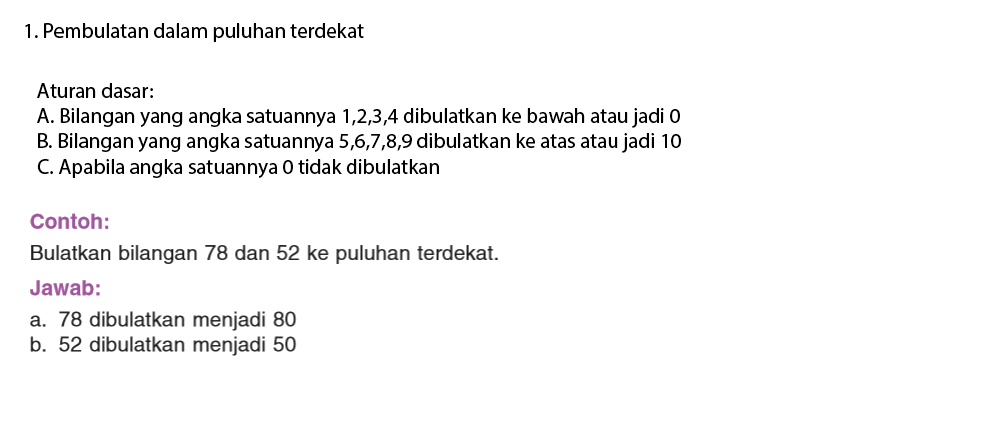 1. Pembulatan dalam puluhan terdekat
Aturan dasar:
A. Bilangan yang angka satuannya 1,2,3,4 dibulatkan ke bawah atau jadi 0
B. Bilangan yang angka satuannya 5,6,7,8,9 dibulatkan ke atas atau jadi 10
C. Apabila angka satuannya 0 tidak dibulatkan
Contoh:
Bulatkan bilangan 78 dan 52 ke puluhan terdekat.
Jawab:
a. 78 dibulatkan menjadi 80
b. 52 dibulatkan menjadi 50